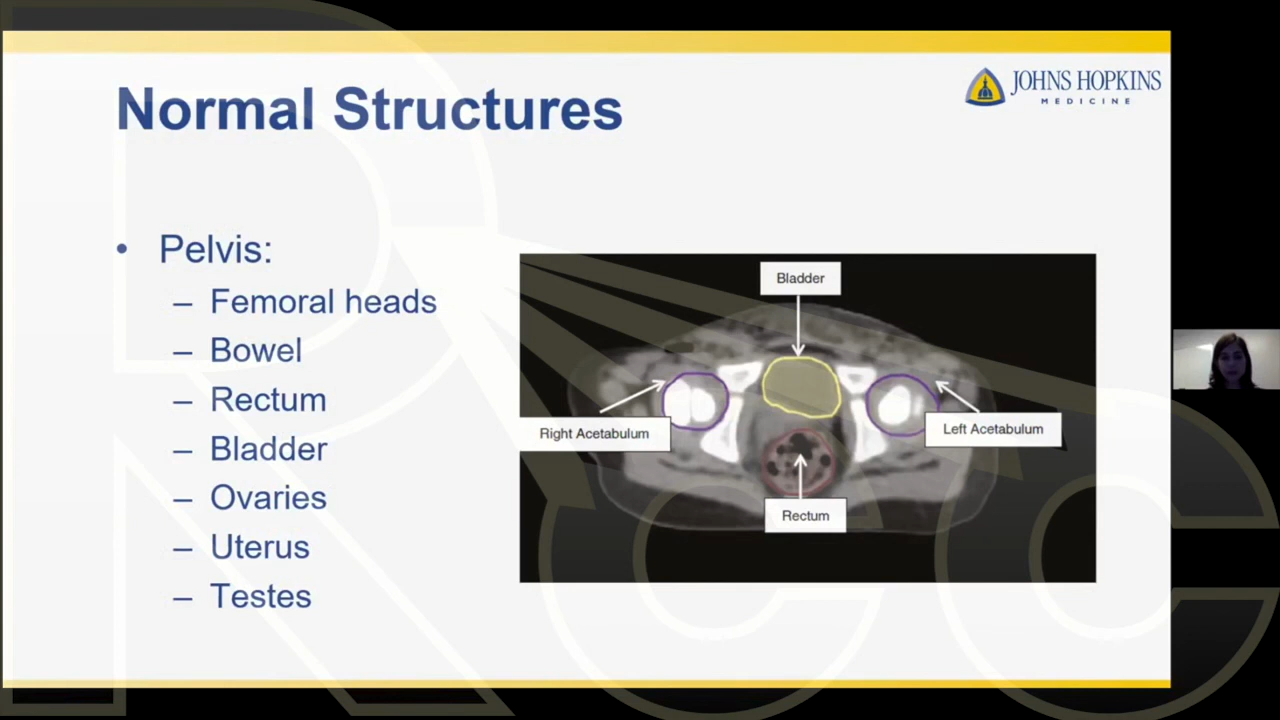 Normal Structures
JOHNS HOPKINS
MEDICINE
• Pelvis:
– Femoral heads
– Bowel
– Rectum
– Bladder
– Ovaries
– Uterus
– Testes
Bladder
Right Acetabulum
Left Acetabulum
Rectum
RCC